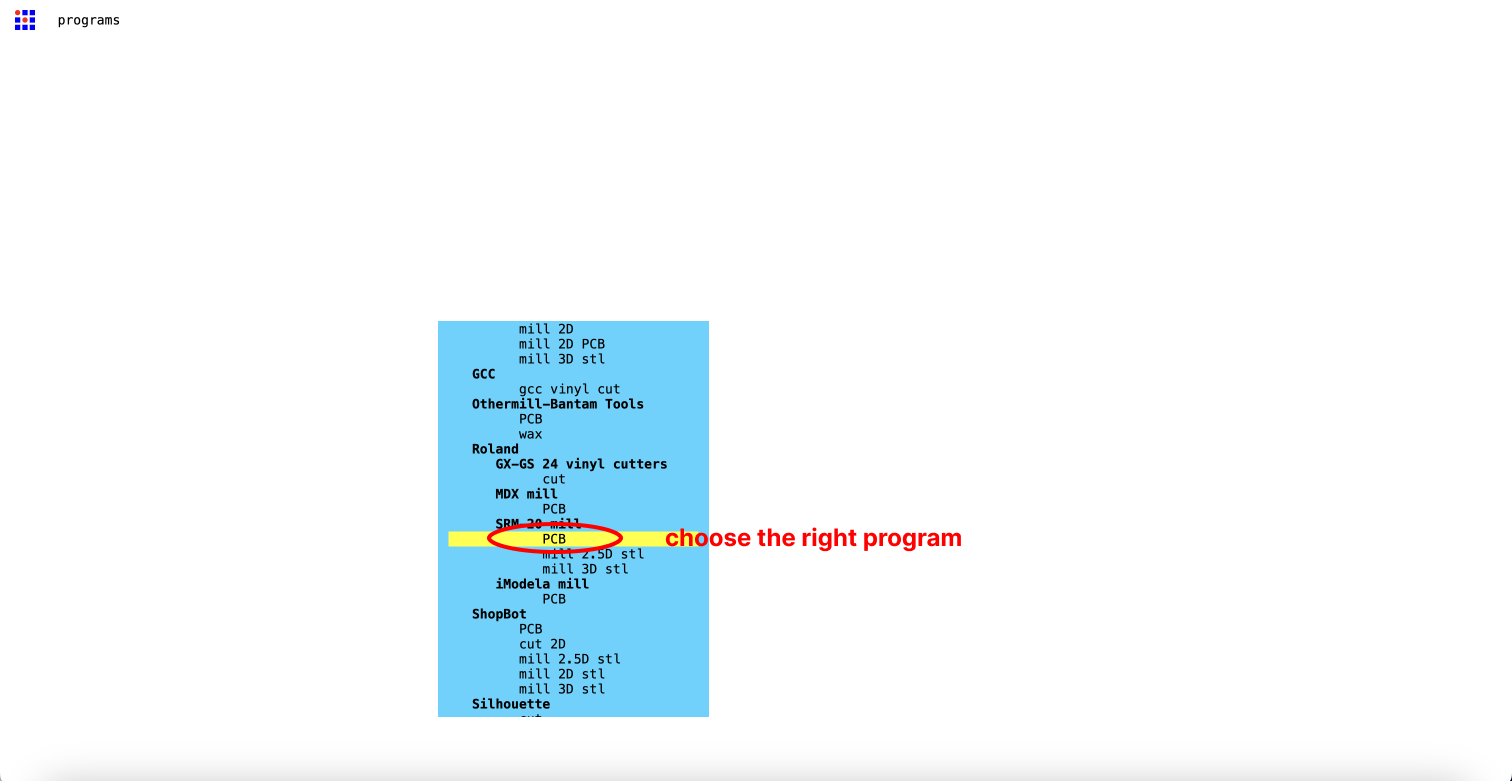 programs
mill 2D
mill 2D PCB
mill 3D stl
GCC
gcc vinyl cut
Othermill-Bantam Tools
PCB
wax
Roland
GX-GS 24 vinyl cutters
cut
MDX mill
PCB
SRM-20 mill
PCB choose the right program
mill 2.5D stl
mill 3D stl
iModela mill
PCB
ShopBot
PCB
cut 2D
mill 2.5D stl
mill 2D stl
mill 3D stl
Silhouette